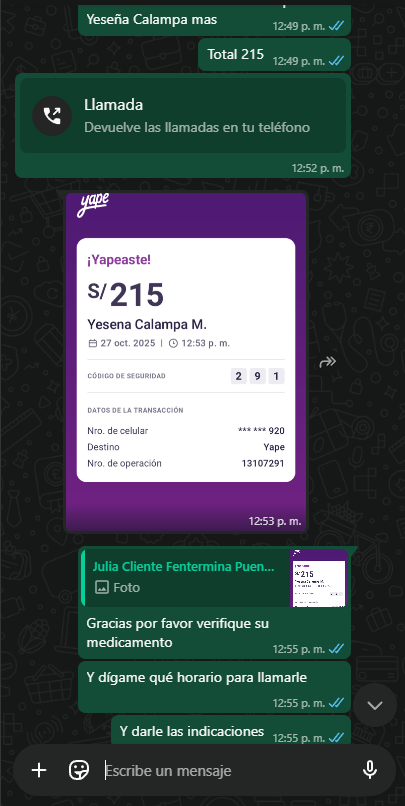 Yeseña Calampa mas
12:49 p. m.
Total 215
12:49 p. m.
Llamada
Devuelve las llamadas en tu teléfono
12:52 p. m.
yape
¡Yapeaste!
S/215
Yesena Calampa M.
27 oct. 2025 | 12:53 p. m.
CÓDIGO DE SEGURIDAD 2 9 1
DATOS DE LA TRANSACCIÓN
Nro. de celular *** *** 920
Destino Yape
Nro. de operación 13107291
12:53 p. m.
Julia Cliente Fentermina Puen...
Foto
Gracias por favor verifique su
medicamento
12:55 p. m.
Y dígame qué horario para llamarle
12:55 p. m.
Y darle las indicaciones
12:55 p. m.
Escribe un mensaje